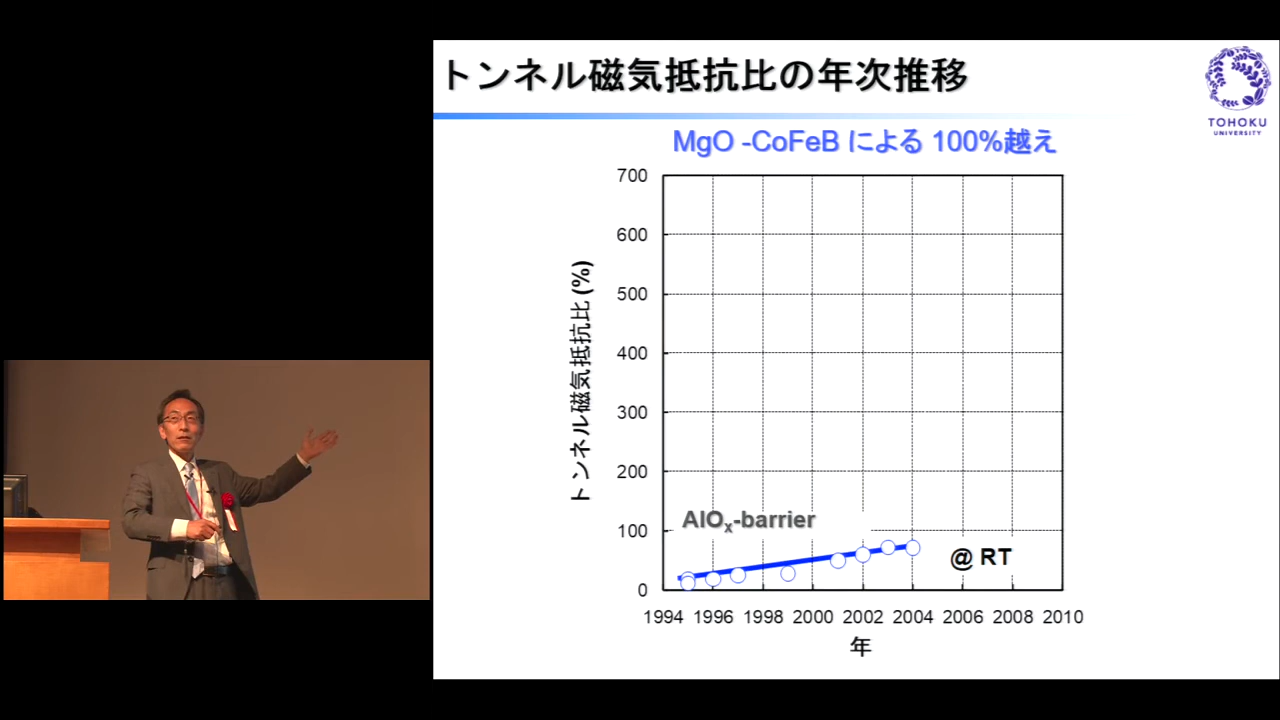 トンネル磁気抵抗比の年次推移
TOHOKU
UNIVERSITY
MgO -CoFeB による 100%越え
700
600
500
400
300
200
100
0
トンネル磁気抵抗比 (%)
AlOx-barrier
@ RT
1994 1996 1998 2000 2002 2004 2006 2008 2010
年